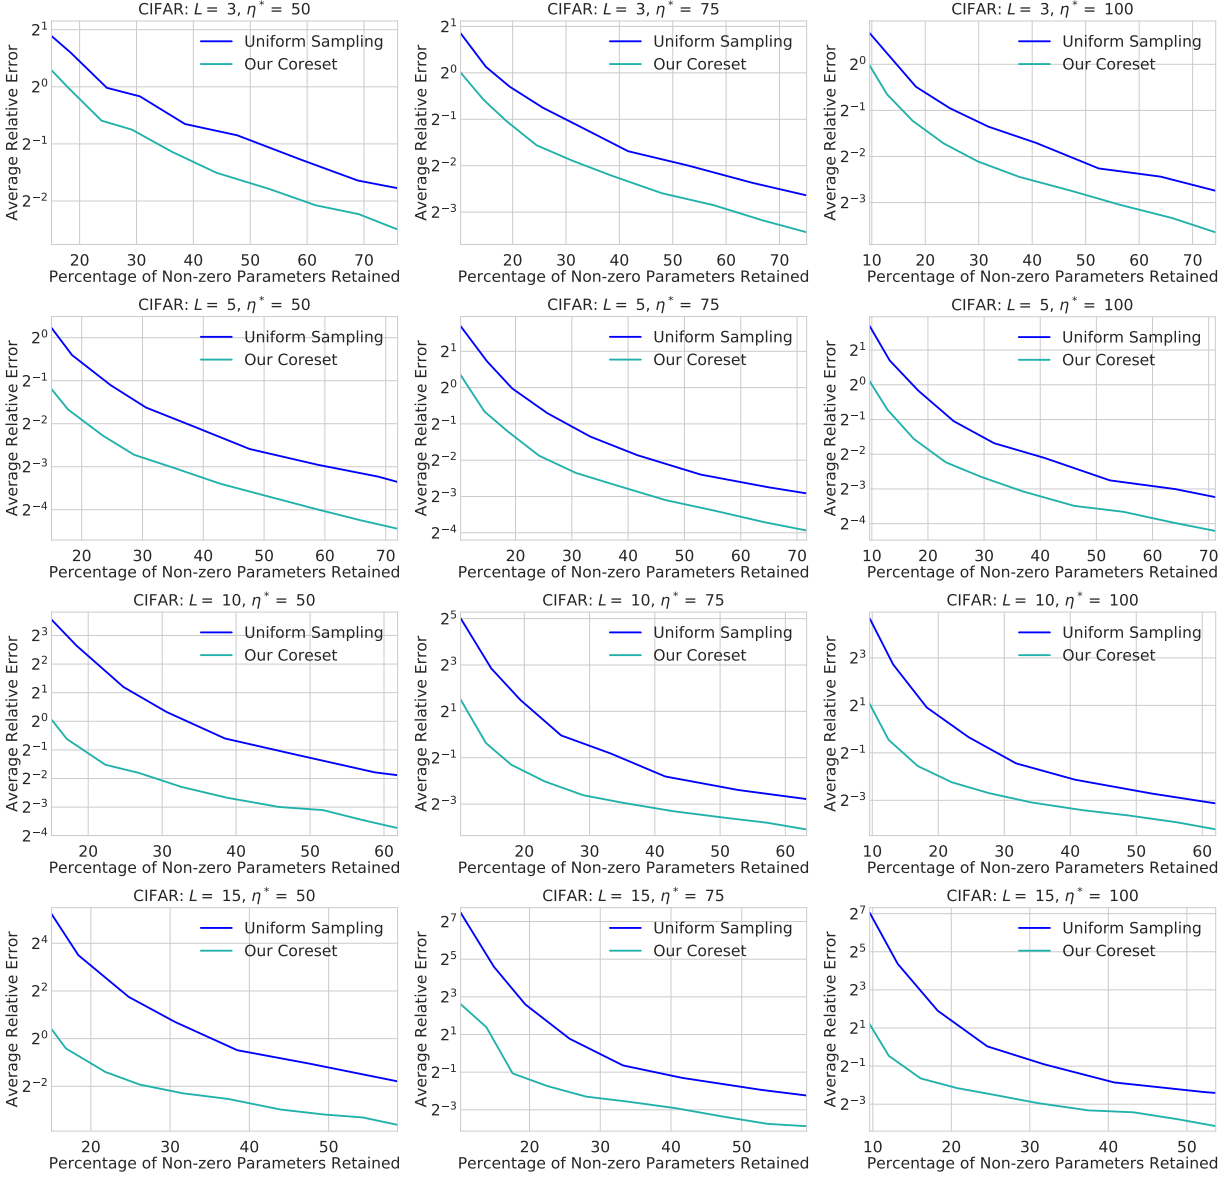 CIFAR: L = 3, η* = 50
Average Relative Error
2^1
2^0
2^−1
2^−2
Uniform Sampling
Our Coreset
20 30 40 50 60 70
Percentage of Non-zero Parameters Retained
CIFAR: L = 3, η* = 75
Average Relative Error
2^1
2^0
2^−1
2^−2
2^−3
Uniform Sampling
Our Coreset
20 30 40 50 60 70
Percentage of Non-zero Parameters Retained
CIFAR: L = 3, η* = 100
Average Relative Error
2^0
2^−1
2^−2
2^−3
Uniform Sampling
Our Coreset
10 20 30 40 50 60 70
Percentage of Non-zero Parameters Retained
CIFAR: L = 5, η* = 50
Average Relative Error
2^0
2^−1
2^−2
2^−3
2^−4
Uniform Sampling
Our Coreset
20 30 40 50 60 70
Percentage of Non-zero Parameters Retained
CIFAR: L = 5, η* = 75
Average Relative Error
2^1
2^0
2^−1
2^−2
2^−3
2^−4
Uniform Sampling
Our Coreset
20 30 40 50 60 70
Percentage of Non-zero Parameters Retained
CIFAR: L = 5, η* = 100
Average Relative Error
2^1
2^0
2^−1
2^−2
2^−3
2^−4
Uniform Sampling
Our Coreset
10 20 30 40 50 60 70
Percentage of Non-zero Parameters Retained
CIFAR: L = 10, η* = 50
Average Relative Error
2^3
2^2
2^1
2^0
2^−1
2^−2
2^−3
2^−4
Uniform Sampling
Our Coreset
20 30 40 50 60
Percentage of Non-zero Parameters Retained
CIFAR: L = 10, η* = 75
Average Relative Error
2^5
2^3
2^1
2^−1
2^−3
Uniform Sampling
Our Coreset
20 30 40 50 60
Percentage of Non-zero Parameters Retained
CIFAR: L = 10, η* = 100
Average Relative Error
2^3
2^1
2^−1
2^−3
Uniform Sampling
Our Coreset
10 20 30 40 50 60
Percentage of Non-zero Parameters Retained
CIFAR: L = 15, η* = 50
Average Relative Error
2^4
2^2
2^0
2^−2
Uniform Sampling
Our Coreset
20 30 40 50
Percentage of Non-zero Parameters Retained
CIFAR: L = 15, η* = 75
Average Relative Error
2^7
2^5
2^3
2^1
2^−1
2^−3
Uniform Sampling
Our Coreset
20 30 40 50
Percentage of Non-zero Parameters Retained
CIFAR: L = 15, η* = 100
Average Relative Error
2^7
2^5
2^3
2^1
2^−1
2^−3
Uniform Sampling
Our Coreset
10 20 30 40 50
Percentage of Non-zero Parameters Retained